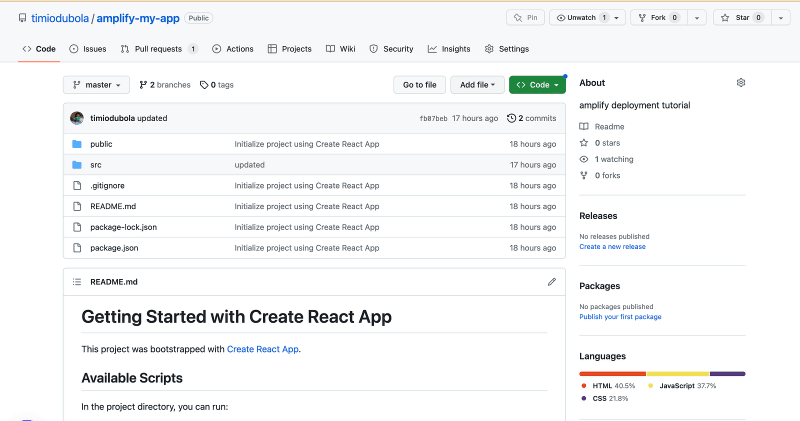 timiodubola / amplify-my-app Public
Pin
Unwatch 1
Fork 0
Star 0
Code
Issues
Pull requests 1
Actions
Projects
Wiki
Security
Insights
Settings
master
2 branches
0 tags
Go to file
Add file
Code
timiodubola updated
fb07beb 17 hours ago 2 commits
public Initialize project using Create React App 18 hours ago
src updated 17 hours ago
.gitignore Initialize project using Create React App 18 hours ago
README.md Initialize project using Create React App 18 hours ago
package-lock.json Initialize project using Create React App 18 hours ago
package.json Initialize project using Create React App 18 hours ago
README.md
Getting Started with Create React App
This project was bootstrapped with Create React App.
Available Scripts
In the project directory, you can run:
About
amplify deployment tutorial
Readme
0 stars
1 watching
0 forks
Releases
No releases published
Create a new release
Packages
No packages published
Publish your first package
Languages
HTML 40.5% JavaScript 37.7%
CSS 21.8%